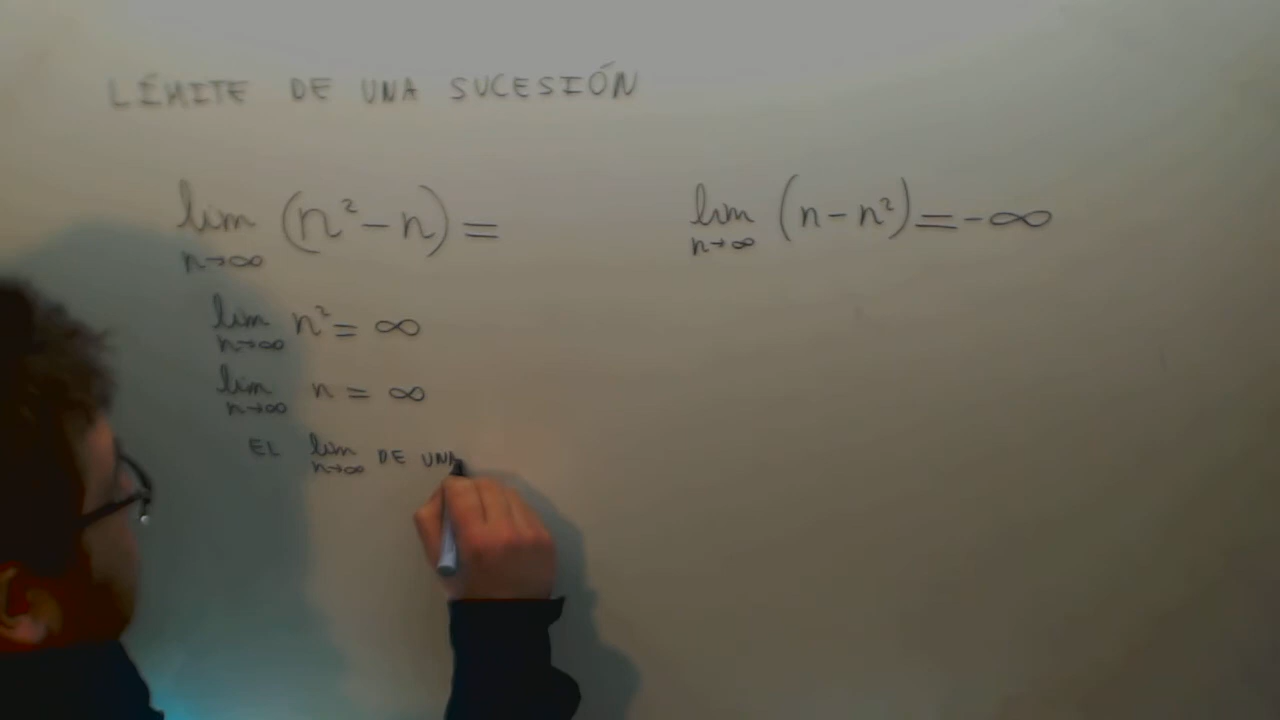 LÍMITE DE UNA SUCESIÓN
lim (n² − n) =
n→∞
lim n² = ∞
n→∞
lim n = ∞
n→∞
EL lim DE UNA
n→∞
lim (n − n²) = −∞
n→∞